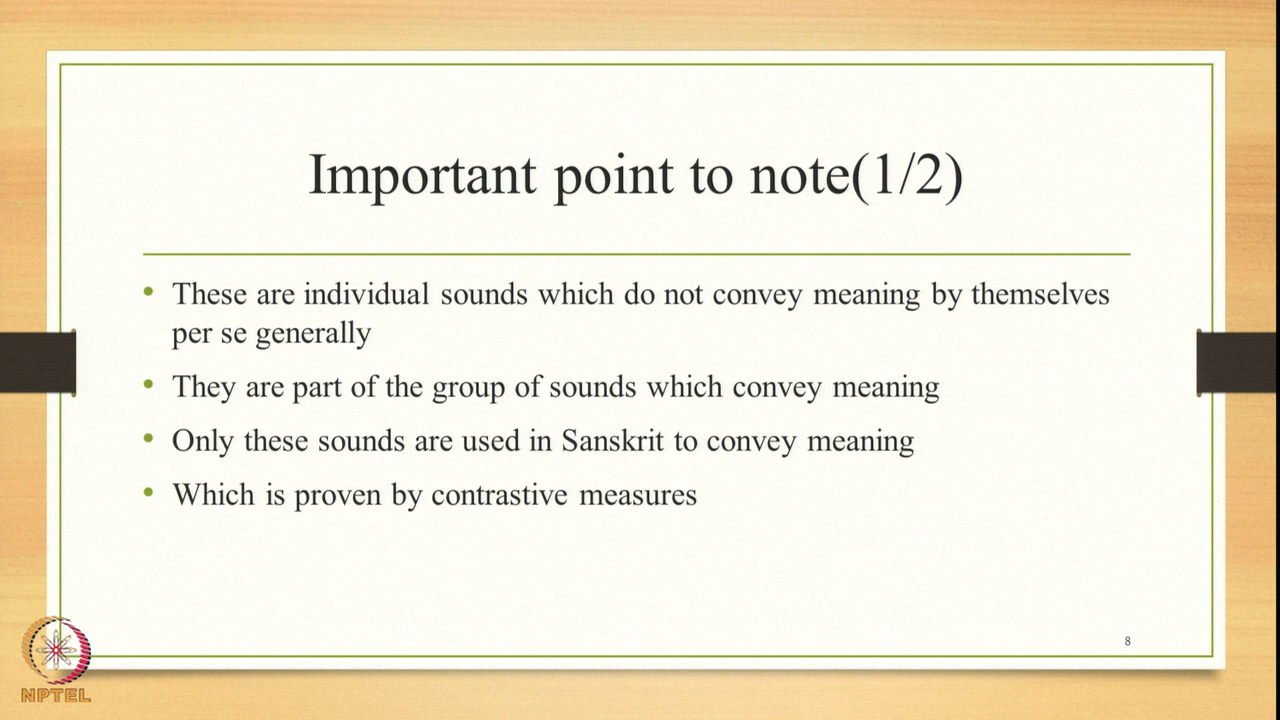 Important point to note(1/2)
• These are individual sounds which do not convey meaning by themselves
per se generally
• They are part of the group of sounds which convey meaning
• Only these sounds are used in Sanskrit to convey meaning
• Which is proven by contrastive measures
8
NPTEL